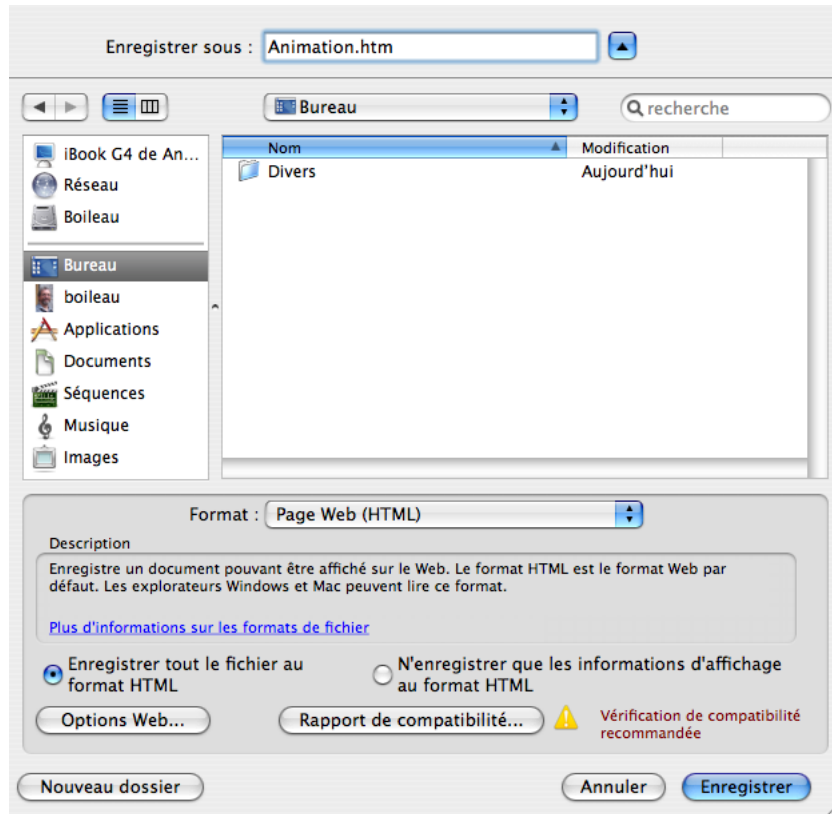 Enregistrer sous : Animation.htm
Bureau
recherche
iBook G4 de An...
Réseau
Boileau
Bureau
boileau
Applications
Documents
Séquences
Musique
Images
Nom Modification
Divers Aujourd'hui
Format : Page Web (HTML)
Description
Enregistre un document pouvant être affiché sur le Web. Le format HTML est le format Web par
défaut. Les explorateurs Windows et Mac peuvent lire ce format.
Plus d'informations sur les formats de fichier
Enregistrer tout le fichier au
format HTML
N'enregistrer que les informations d'affichage
au format HTML
Options Web...
Rapport de compatibilité...
Vérification de compatibilité
recommandée
Nouveau dossier
Annuler
Enregistrer